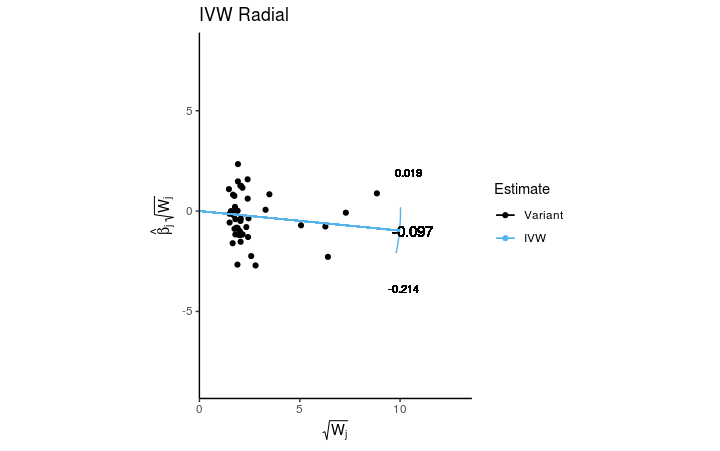 IVW Radial
5
0.019
0
-0.097
-0.214
-5
0
5
10
β̂ⱼ√Wⱼ
√Wⱼ
Estimate
Variant
IVW